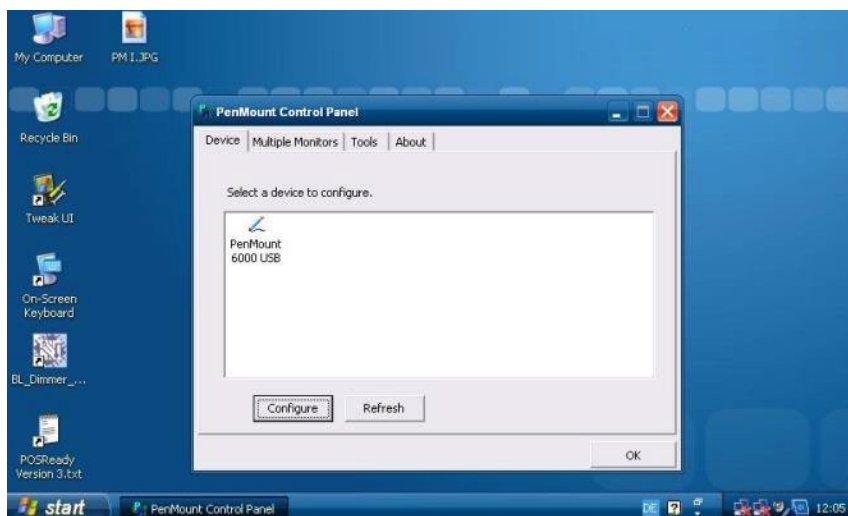 My Computer
PM I.JPG
Recycle Bin
Tweak UI
On-Screen
Keyboard
BL_Dimmer_...
POSReady
Version 3.txt
PenMount Control Panel
Device
Multiple Monitors
Tools
About
Select a device to configure.
PenMount
6000 USB
Configure
Refresh
OK
start
PenMount Control Panel
DE
?
12:05